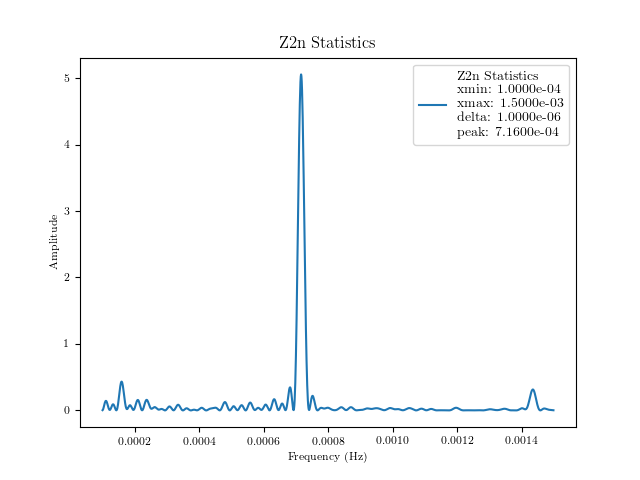 Z2n Statistics
Z2n Statistics
xmin: 1.0000e-04
xmax: 1.5000e-03
delta: 1.0000e-06
peak: 7.1600e-04
Amplitude
5
4
3
2
1
0
0.0002 0.0004 0.0006 0.0008 0.0010 0.0012 0.0014
Frequency (Hz)